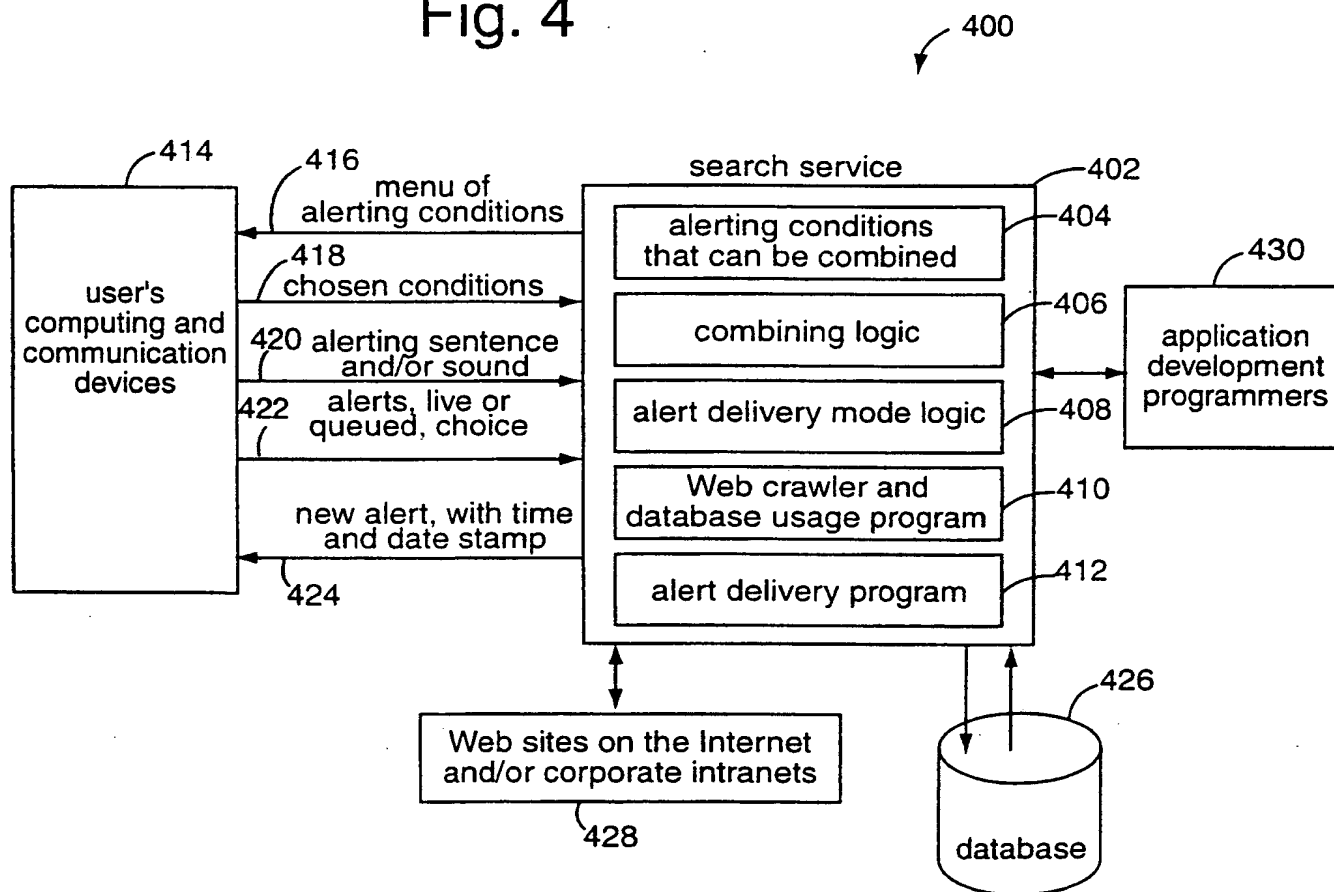 Fig. 4
400
414
416
menu of
alerting conditions
418
chosen conditions
420
alerting sentence
and/or sound
422
alerts, live or
queued, choice
new alert, with time
and date stamp
424
user's
computing and
communication
devices
search service
402
alerting conditions
that can be combined
404
combining logic
406
alert delivery mode logic
408
Web crawler and
database usage program
410
alert delivery program
412
430
application
development
programmers
Web sites on the Internet
and/or corporate intranets
428
426
database